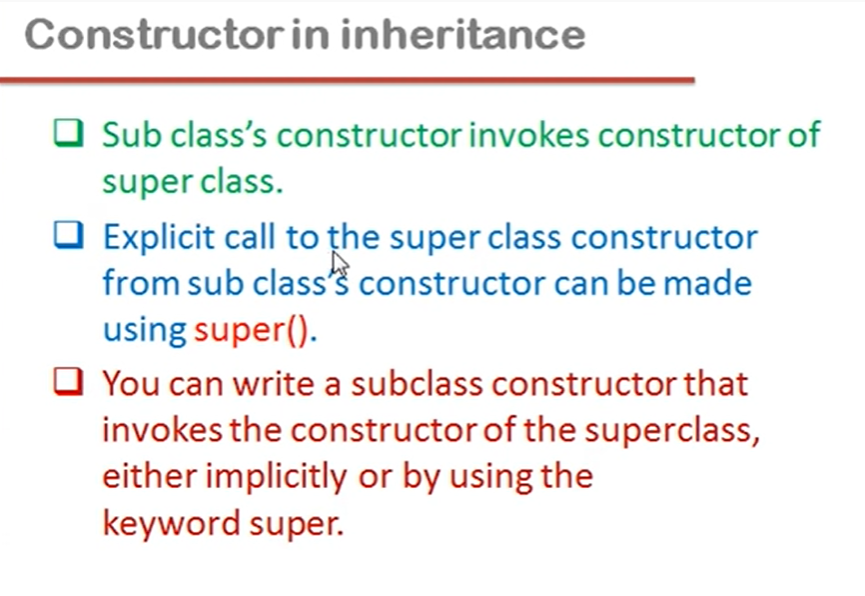 Constructor in inheritance
Sub class’s constructor invokes constructor of
super class.
Explicit call to the super class constructor
from sub class’s constructor can be made
using super().
You can write a subclass constructor that
invokes the constructor of the superclass,
either implicitly or by using the
keyword super.